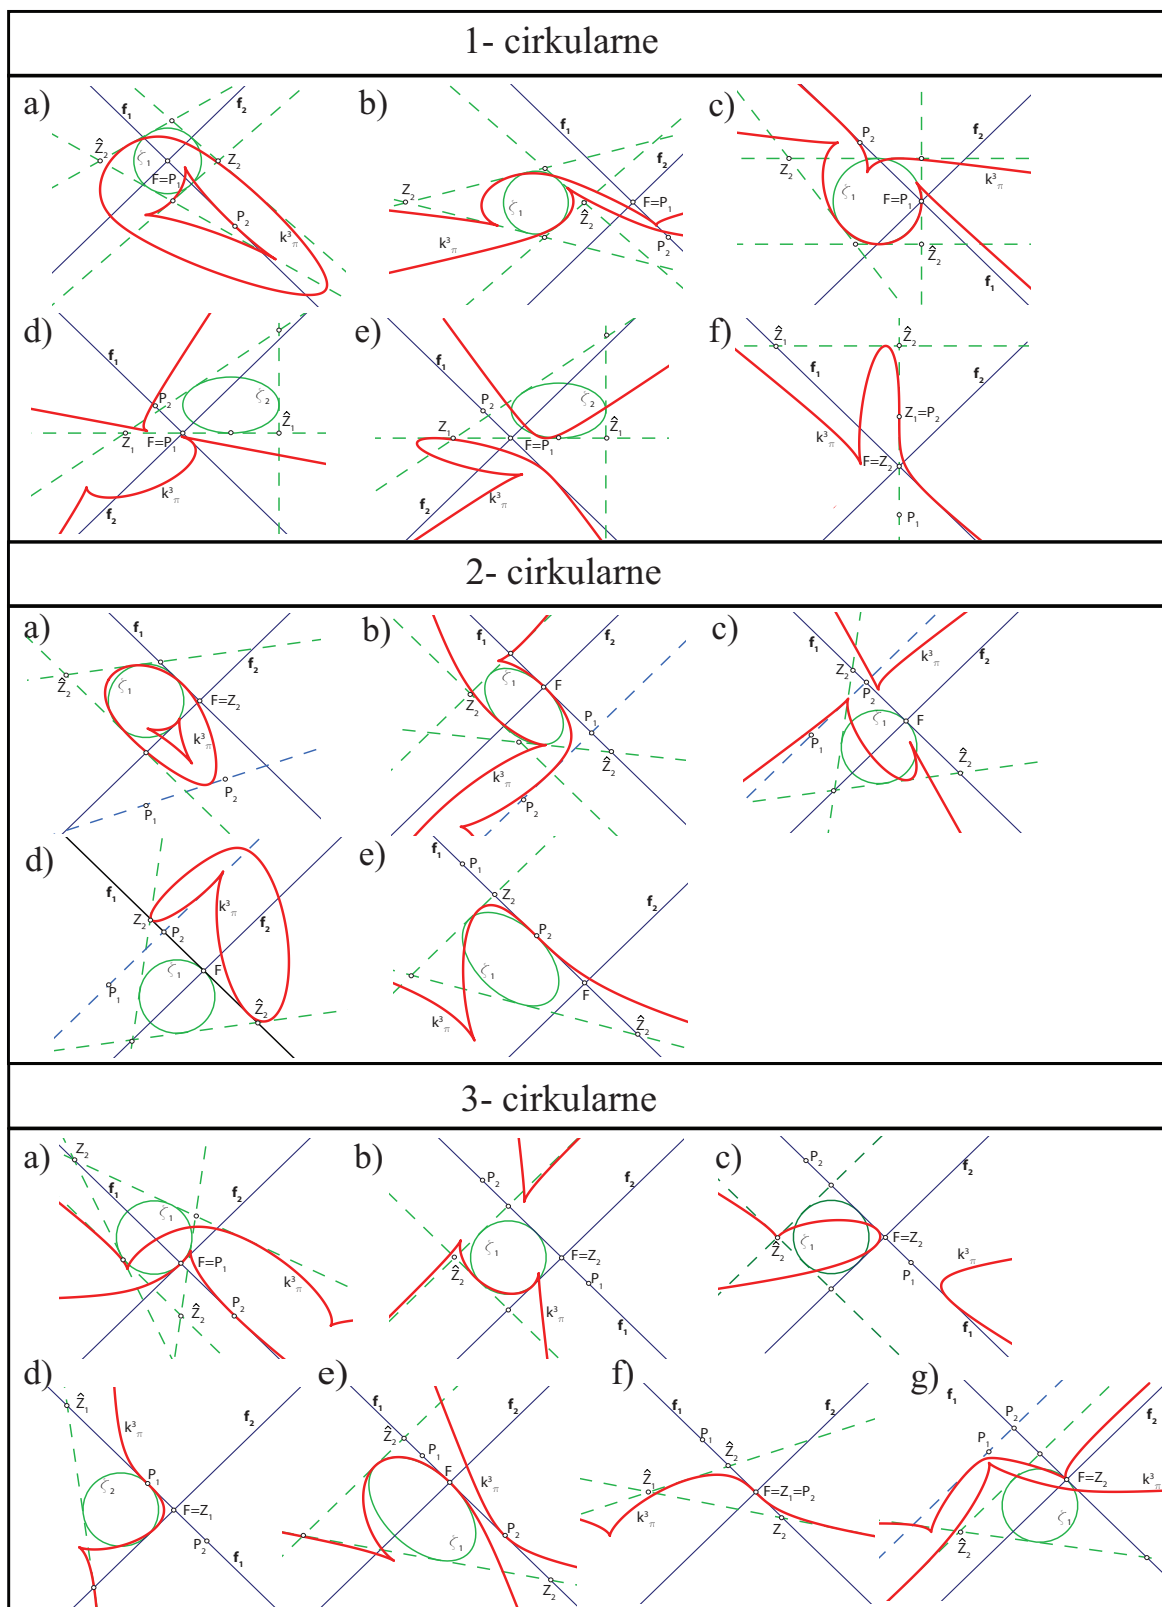 1- cirkularne
a)
f₁
f₂
Ẑ₂
ζ₁
Z₂
F=P₁
P₂
k³π
b)
f₁
f₂
Z₂
ζ₁
Ẑ₂
F=P₁
P₂
k³π
c)
P₂
f₂
Z₂
ζ₁
F=P₁
k³π
Ẑ₂
f₁
d)
f₁
P₂
ζ₂
Z₁
F=P₁
Ẑ₁
k³π
f₂
e)
f₁
P₂
ζ₂
Z₁
F=P₁
Ẑ₁
k³π
f₂
f)
Ẑ₁
Ẑ₂
f₁
f₂
Z₁=P₂
k³π
F=Z₂
P₁
2- cirkularne
a)
f₁
f₂
Ẑ₂
ζ₁
F=Z₂
k³π
P₂
P₁
b)
f₁
f₂
ζ₁
F
Z₂
P₁
Ẑ₂
k³π
P₂
c)
f₁
k³π
f₂
Z₂
P₂
ζ₁
F
P₁
Ẑ₂
d)
f₁
k³π
Z₂
P₂
f₂
ζ₁
F
P₁
Ẑ₂
e)
f₁
P₁
Z₂
f₂
P₂
ζ₁
F
k³π
Ẑ₂
3- cirkularne
a)
Z₂
f₁
f₂
ζ₁
F=P₁
k³π
Ẑ₂
P₂
b)
P₂
f₂
ζ₁
F=Z₂
Ẑ₂
P₁
k³π
f₁
c)
P₂
f₂
ζ₁
F=Z₂
Ẑ₂
k³π
P₁
f₁
d)
Ẑ₁
k³π
f₂
P₁
ζ₂
F=Z₁
P₂
f₁
e)
f₁
f₂
Ẑ₂
P₁
F
k³π
P₂
ζ₁
Z₂
f)
f₁
f₂
P₁
Ẑ₂
Ẑ₁
F=Z₁=P₂
k³π
Z₂
g)
f₁
P₂
f₂
P₁
F=Z₂
k³π
ζ₁
Ẑ₂